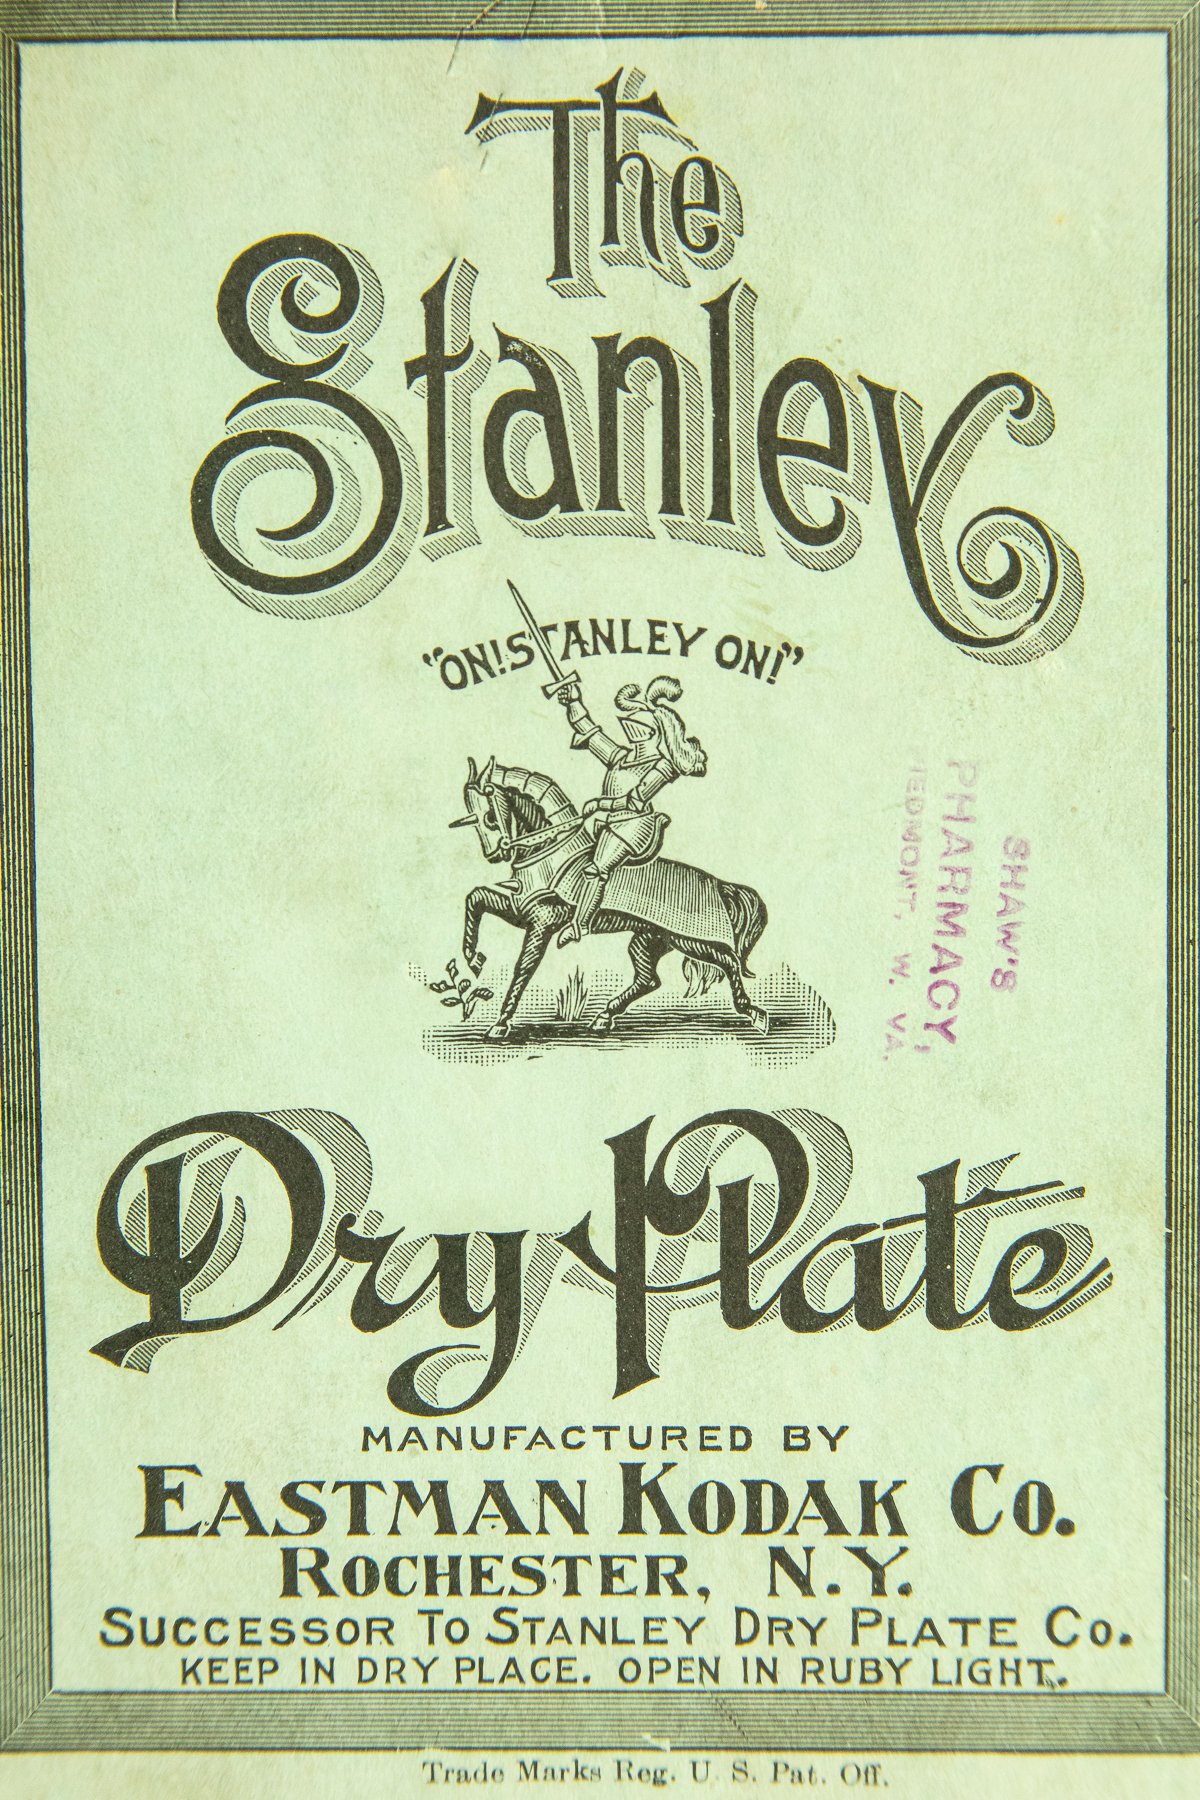 The
Stanley
"ON! STANLEY ON!"
SHAW'S
PHARMACY,
PIEDMONT, W. VA.
Dry Plate
MANUFACTURED BY
EASTMAN KODAK CO.
ROCHESTER, N.Y.
SUCCESSOR TO STANLEY DRY PLATE CO.
KEEP IN DRY PLACE. OPEN IN RUBY LIGHT.
Trade Marks Reg. U. S. Pat. Off.